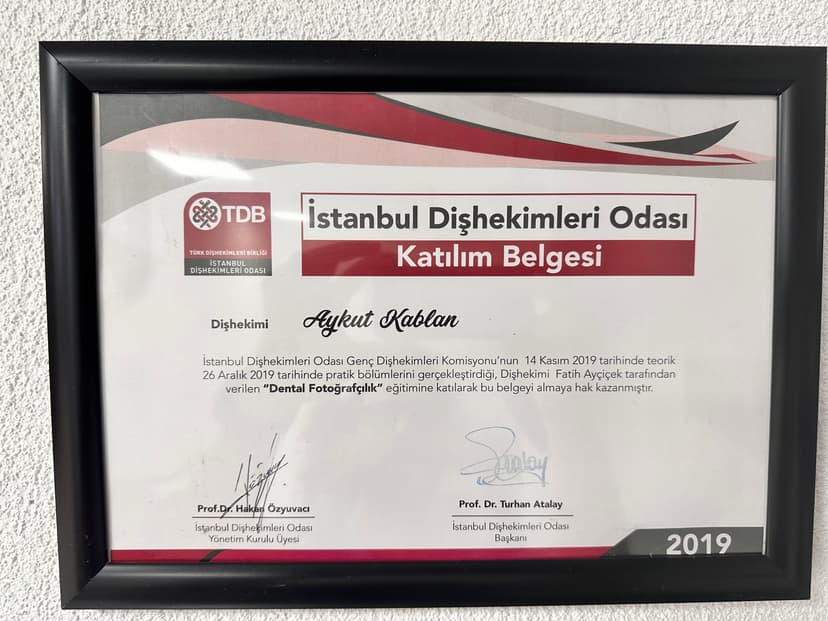 TDB
TÜRK DİŞHEKİMLERİ BİRLİĞİ
İSTANBUL
DİŞHEKİMLERİ ODASI
İstanbul Dişhekimleri Odası
Katılım Belgesi
Dişhekimi Aykut Kablan
İstanbul Dişhekimleri Odası Genç Dişhekimleri Komisyonu'nun 14 Kasım 2019 tarihinde teorik
26 Aralık 2019 tarihinde pratik bölümlerini gerçekleştirdiği, Dişhekimi Fatih Ayçiçek tarafından
verilen "Dental Fotoğrafçılık" eğitimine katılarak bu belgeyi almaya hak kazanmıştır.
Prof.Dr. Hakan Özyuvacı
İstanbul Dişhekimleri Odası
Yönetim Kurulu Üyesi
Prof. Dr. Turhan Atalay
İstanbul Dişhekimleri Odası
Başkanı
2019